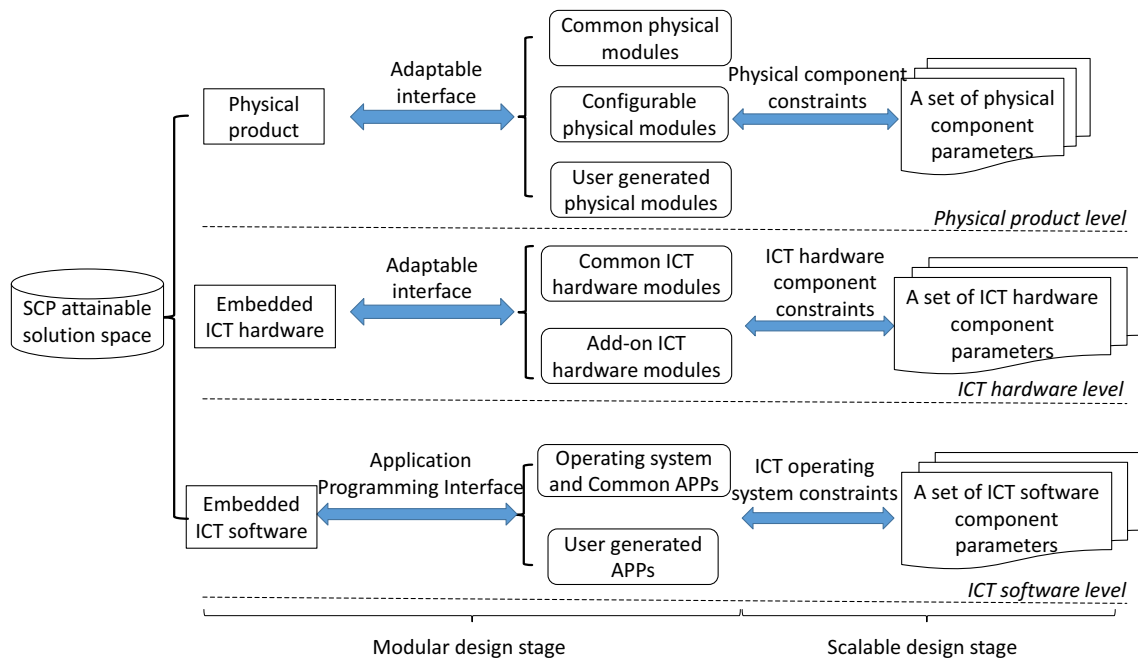 SCP attainable
solution space
Physical
product
Adaptable
interface
Common physical
modules
Configurable
physical modules
User generated
physical modules
Physical component
constraints
A set of physical
component
parameters
Physical product level
Embedded
ICT hardware
Adaptable
interface
Common ICT
hardware modules
Add-on ICT
hardware modules
ICT hardware
component
constraints
A set of ICT hardware
component
parameters
ICT hardware level
Embedded
ICT software
Application
Programming Interface
Operating system
and Common APPs
User generated
APPs
ICT operating
system constraints
A set of ICT software
component
parameters
ICT software level
Modular design stage
Scalable design stage